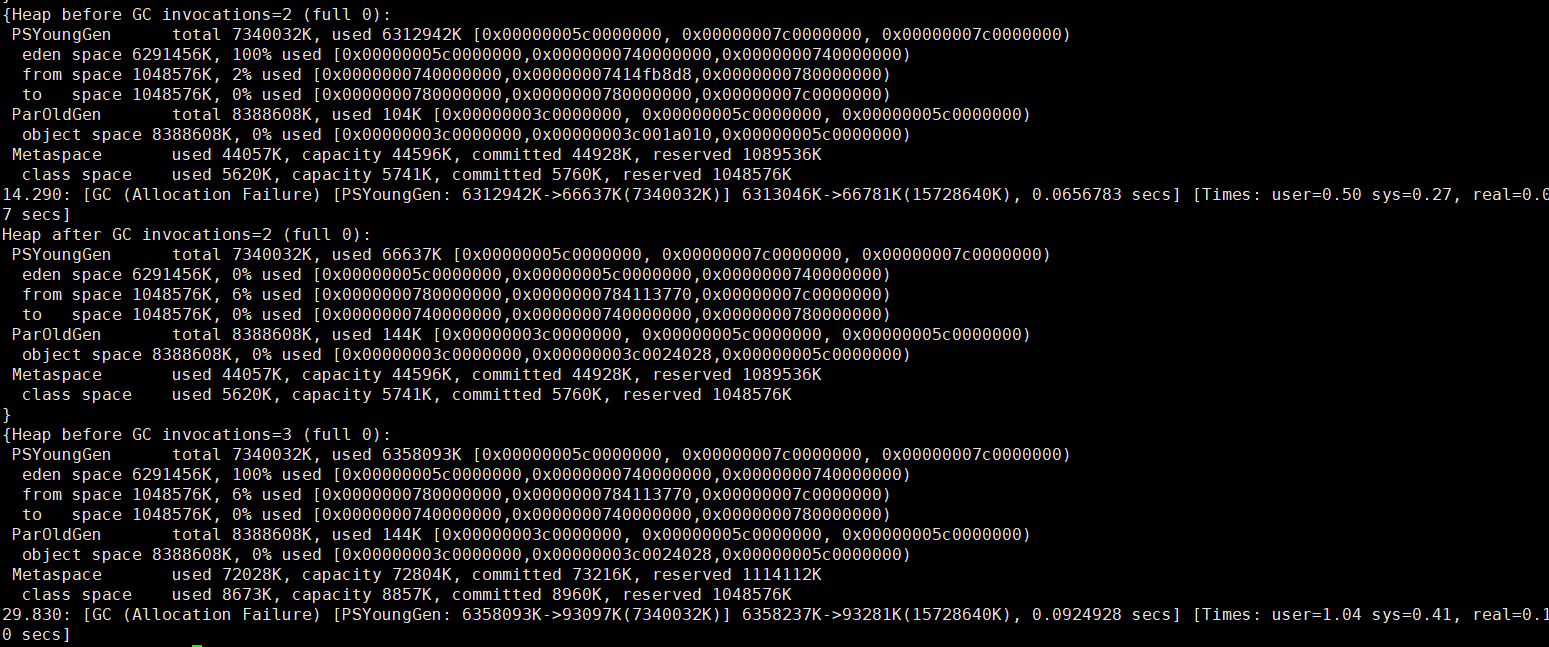 }
{Heap before GC invocations=2 (full 0):
 PSYoungGen      total 7340032K, used 6312942K [0x00000005c0000000, 0x00000007c0000000, 0x00000007c0000000)
  eden space 6291456K, 100% used [0x00000005c0000000,0x0000000740000000,0x0000000740000000)
  from space 1048576K, 2% used [0x0000000740000000,0x00000007414fb8d8,0x0000000780000000)
  to   space 1048576K, 0% used [0x0000000780000000,0x0000000780000000,0x00000007c0000000)
 ParOldGen       total 8388608K, used 104K [0x00000003c0000000, 0x00000005c0000000, 0x00000005c0000000)
  object space 8388608K, 0% used [0x00000003c0000000,0x00000003c001a010,0x00000005c0000000)
 Metaspace       used 44057K, capacity 44596K, committed 44928K, reserved 1089536K
  class space    used 5620K, capacity 5741K, committed 5760K, reserved 1048576K
14.290: [GC (Allocation Failure) [PSYoungGen: 6312942K->66637K(7340032K)] 6313046K->66781K(15728640K), 0.0656783 secs] [Times: user=0.50 sys=0.27, real=0.0
7 secs]
Heap after GC invocations=2 (full 0):
 PSYoungGen      total 7340032K, used 66637K [0x00000005c0000000, 0x00000007c0000000, 0x00000007c0000000)
  eden space 6291456K, 0% used [0x00000005c0000000,0x00000005c0000000,0x0000000740000000)
  from space 1048576K, 6% used [0x0000000780000000,0x0000000784113770,0x00000007c0000000)
  to   space 1048576K, 0% used [0x0000000740000000,0x0000000740000000,0x0000000780000000)
 ParOldGen       total 8388608K, used 144K [0x00000003c0000000, 0x00000005c0000000, 0x00000005c0000000)
  object space 8388608K, 0% used [0x00000003c0000000,0x00000003c0024028,0x00000005c0000000)
 Metaspace       used 44057K, capacity 44596K, committed 44928K, reserved 1089536K
  class space    used 5620K, capacity 5741K, committed 5760K, reserved 1048576K
}
{Heap before GC invocations=3 (full 0):
 PSYoungGen      total 7340032K, used 6358093K [0x00000005c0000000, 0x00000007c0000000, 0x00000007c0000000)
  eden space 6291456K, 100% used [0x00000005c0000000,0x0000000740000000,0x0000000740000000)
  from space 1048576K, 6% used [0x0000000780000000,0x0000000784113770,0x00000007c0000000)
  to   space 1048576K, 0% used [0x0000000740000000,0x0000000740000000,0x0000000780000000)
 ParOldGen       total 8388608K, used 144K [0x00000003c0000000, 0x00000005c0000000, 0x00000005c0000000)
  object space 8388608K, 0% used [0x00000003c0000000,0x00000003c0024028,0x00000005c0000000)
 Metaspace       used 72028K, capacity 72804K, committed 73216K, reserved 1114112K
  class space    used 8673K, capacity 8857K, committed 8960K, reserved 1048576K
29.830: [GC (Allocation Failure) [PSYoungGen: 6358093K->93097K(7340032K)] 6358237K->93281K(15728640K), 0.0924928 secs] [Times: user=1.04 sys=0.41, real=0.1
0 secs]